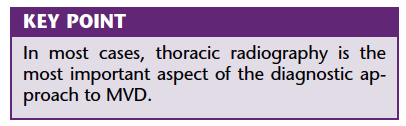 KEY POINT
In most cases, thoracic radiography is the
most important aspect of the diagnostic ap-
proach to MVD.